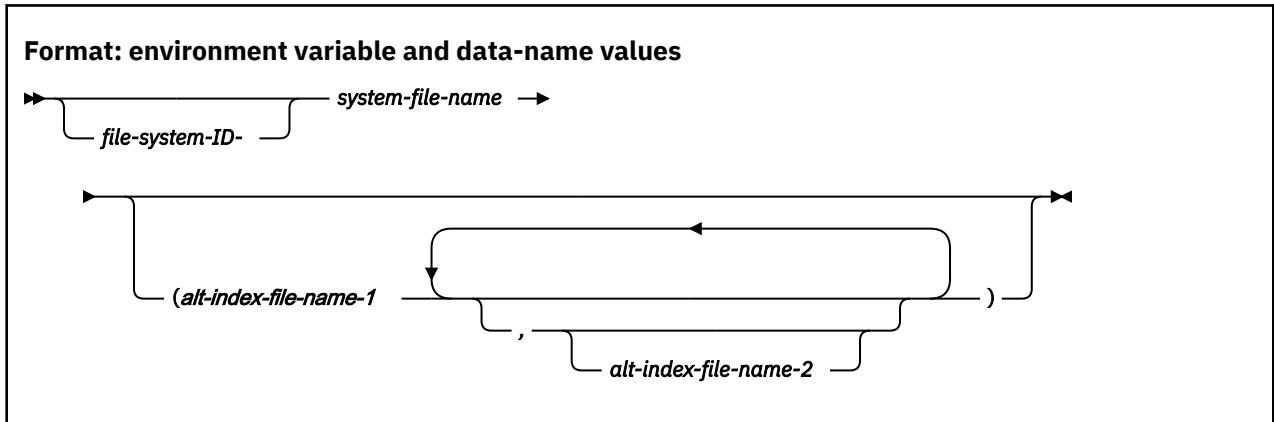 Format: environment variable and data-name values
system-file-name
file-system-ID-
(alt-index-file-name-1
)
,
alt-index-file-name-2